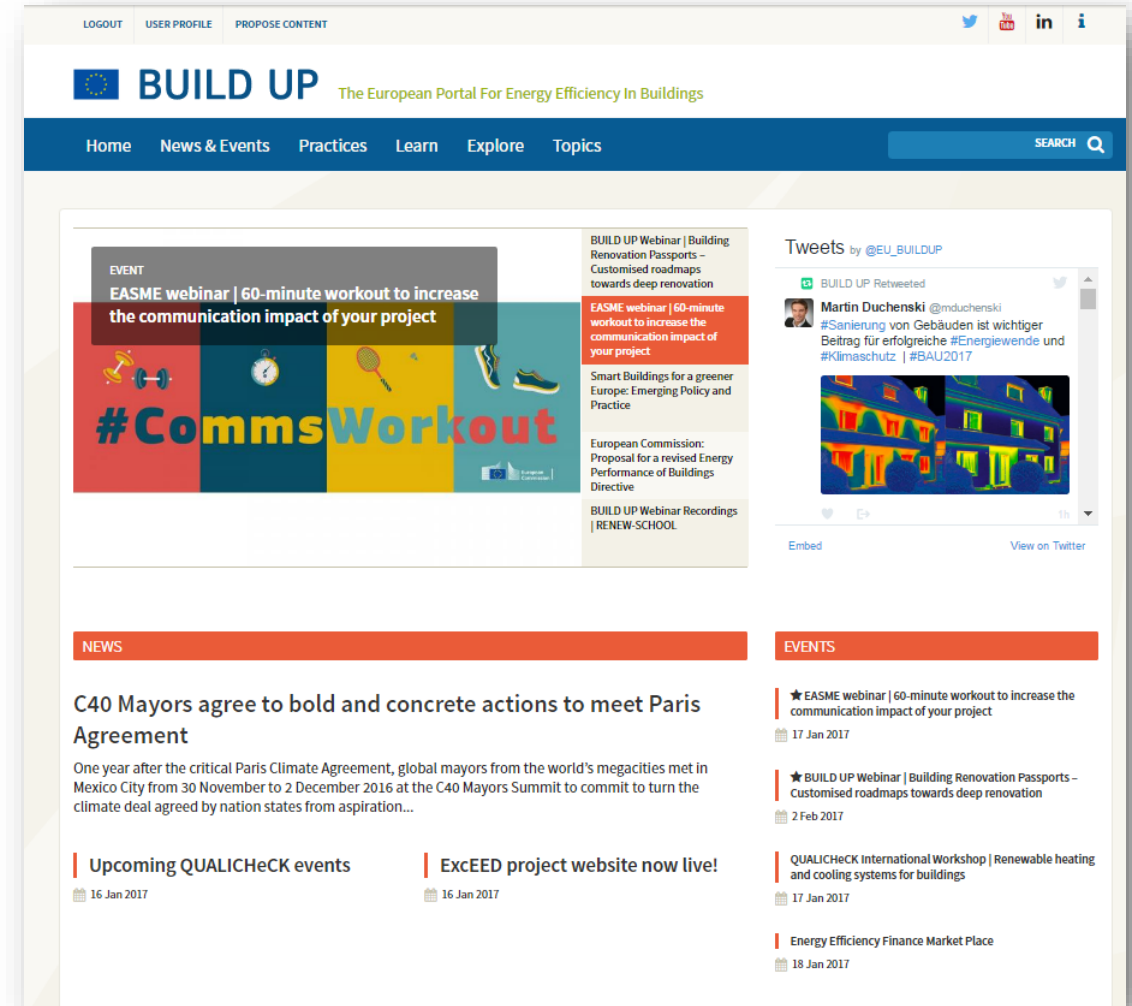 LOGOUT USER PROFILE PROPOSE CONTENT
You Tube in i
BUILD UP The European Portal For Energy Efficiency In Buildings
Home News & Events Practices Learn Explore Topics SEARCH
EVENT
EASME webinar | 60-minute workout to increase
the communication impact of your project
#CommsWorkout
European
Commission
BUILD UP Webinar | Building
Renovation Passports –
Customised roadmaps
towards deep renovation
EASME webinar | 60-minute
workout to increase the
communication impact of
your project
Smart Buildings for a greener
Europe: Emerging Policy and
Practice
European Commission:
Proposal for a revised Energy
Performance of Buildings
Directive
BUILD UP Webinar Recordings
| RENEW-SCHOOL
Tweets by @EU_BUILDUP
BUILD UP Retweeted
Martin Duchenski @mduchenski
#Sanierung von Gebäuden ist wichtiger
Beitrag für erfolgreiche #Energiewende und
#Klimaschutz | #BAU2017
1h
Embed View on Twitter
NEWS
C40 Mayors agree to bold and concrete actions to meet Paris
Agreement
One year after the critical Paris Climate Agreement, global mayors from the world's megacities met in
Mexico City from 30 November to 2 December 2016 at the C40 Mayors Summit to commit to turn the
climate deal agreed by nation states from aspiration...
Upcoming QUALICHeCK events
16 Jan 2017
ExcEED project website now live!
16 Jan 2017
EVENTS
EASME webinar | 60-minute workout to increase the
communication impact of your project
17 Jan 2017
BUILD UP Webinar | Building Renovation Passports –
Customised roadmaps towards deep renovation
2 Feb 2017
QUALICHeCK International Workshop | Renewable heating
and cooling systems for buildings
17 Jan 2017
Energy Efficiency Finance Market Place
18 Jan 2017